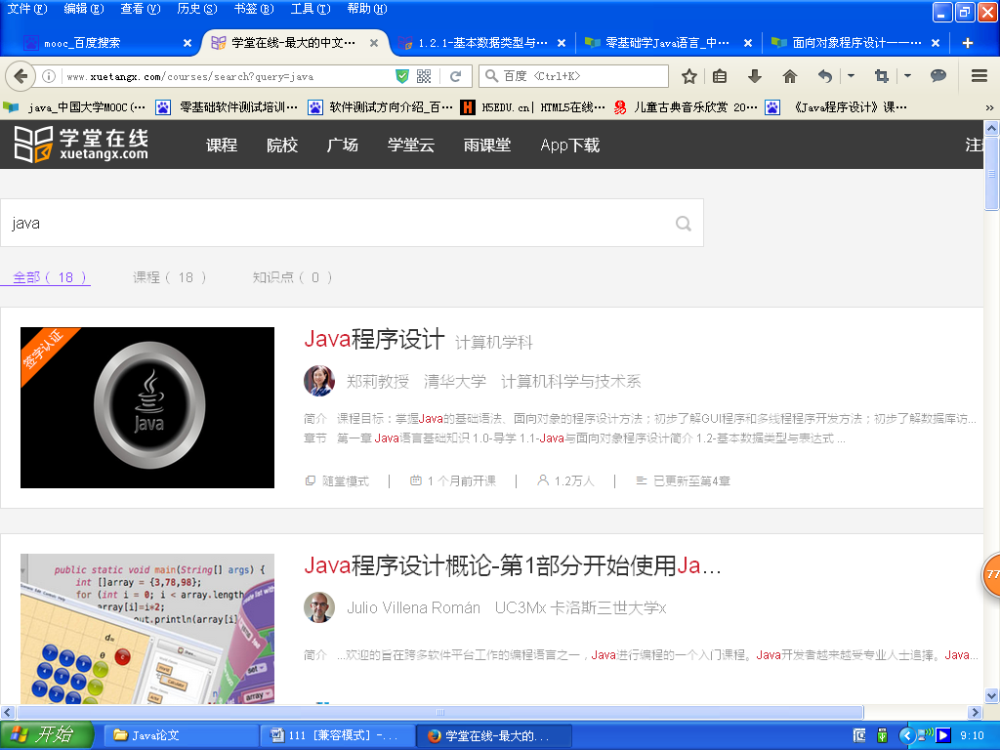 文件(F) 编辑(E) 查看(V) 历史(S) 书签(B) 工具(T) 帮助(H)
mooc_百度搜索 学堂在线-最大的中文… 1.2.1-基本数据类型与… 零基础学Java语言_中… 面向对象程序设计——…
www.xuetangx.com/courses/search?query=java 百度 <Ctrl+K>
java_中国大学MOOC(… 零基础软件测试培训… 软件测试方向介绍_百… H5EDU.cn| HTML5在线… 儿童古典音乐欣赏 20… 《Java程序设计》课…
学堂在线
xuetangx.com
课程 院校 广场 学堂云 雨课堂 App下载
java
全部（ 18 ） 课程（ 18 ） 知识点（ 0 ）
签字认证
Java
Java程序设计 计算机学科
郑莉教授 清华大学 计算机科学与技术系
简介 课程目标：掌握Java的基础语法、面向对象的程序设计方法；初步了解GUI程序和多线程程序开发方法；初步了解数据库访...
章节 第一章 Java语言基础知识 1.0-导学 1.1-Java与面向对象程序设计简介 1.2-基本数据类型与表达式 ...
随堂模式 | 1 个月前开课 | 1.2万人 | 已更新至第4章
public static void main(String[] args) {
int []array = {3,78,98};
for (int i = 0; i < array.length
array[i]=i*2;
out.println(array[i]
Java程序设计概论-第1部分开始使用Ja...
Julio Villena Román UC3Mx 卡洛斯三世大学x
简介 ...欢迎的旨在跨多软件平台工作的编程语言之一，Java进行编程的一个入门课程。Java开发者越来越受专业人士追捧。Java...
77
开始 Java论文 111 [兼容模式] -... 学堂在线-最大的... 9:10